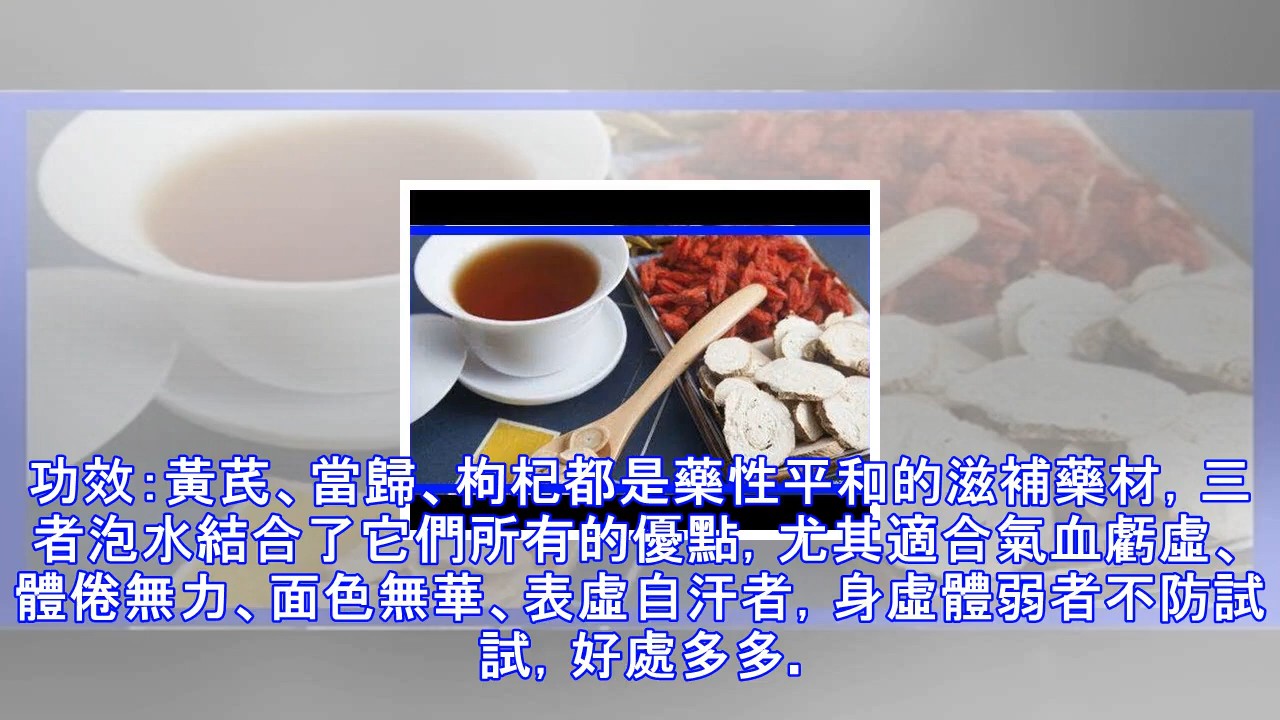 功效：黃芪、當歸、枸杞都是藥性平和的滋補藥材，三
者泡水結合了它們所有的優點，尤其適合氣血虧虛、
體倦無力、面色無華、表虛自汗者，身虛體弱者不防試
試，好處多多.